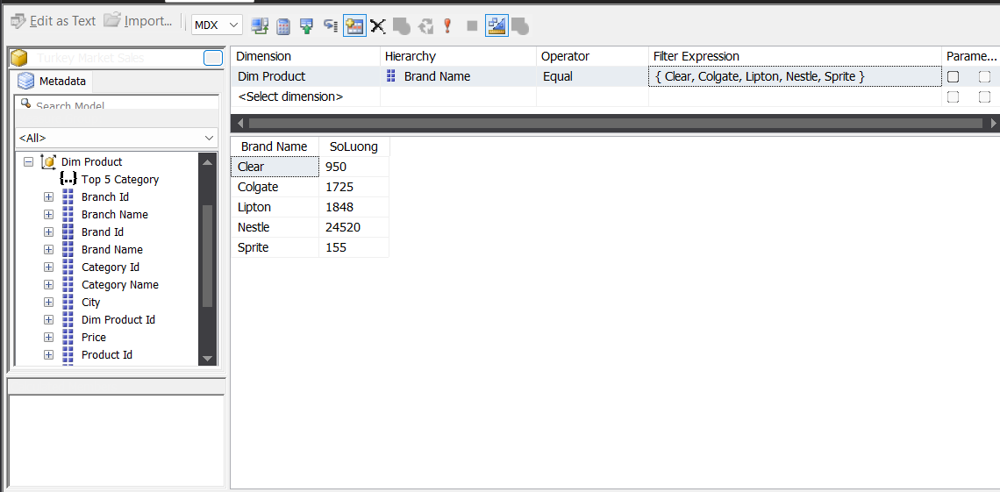 Edit as Text Import... MDX
Turkey Market Sales
Metadata
Search Model
<All>
Dim Product
Top 5 Category
Branch Id
Branch Name
Brand Id
Brand Name
Category Id
Category Name
City
Dim Product Id
Price
Product Id
Dimension Hierarchy Operator Filter Expression Parame...
Dim Product Brand Name Equal { Clear, Colgate, Lipton, Nestle, Sprite }
<Select dimension>
Brand Name SoLuong
Clear 950
Colgate 1725
Lipton 1848
Nestle 24520
Sprite 155